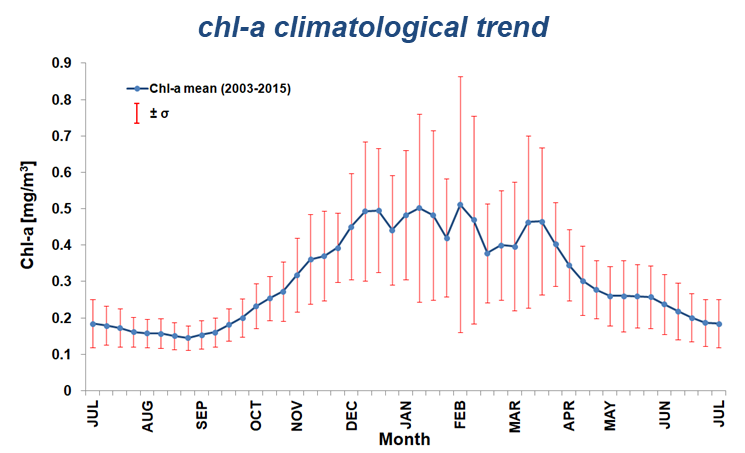 chl-a climatological trend
Chl-a mean (2003-2015)
± σ
Chl-a [mg/m³]
0.9
0.8
0.7
0.6
0.5
0.4
0.3
0.2
0.1
0
JUL
AUG
SEP
OCT
NOV
DEC
JAN
FEB
MAR
APR
MAY
JUN
JUL
Month